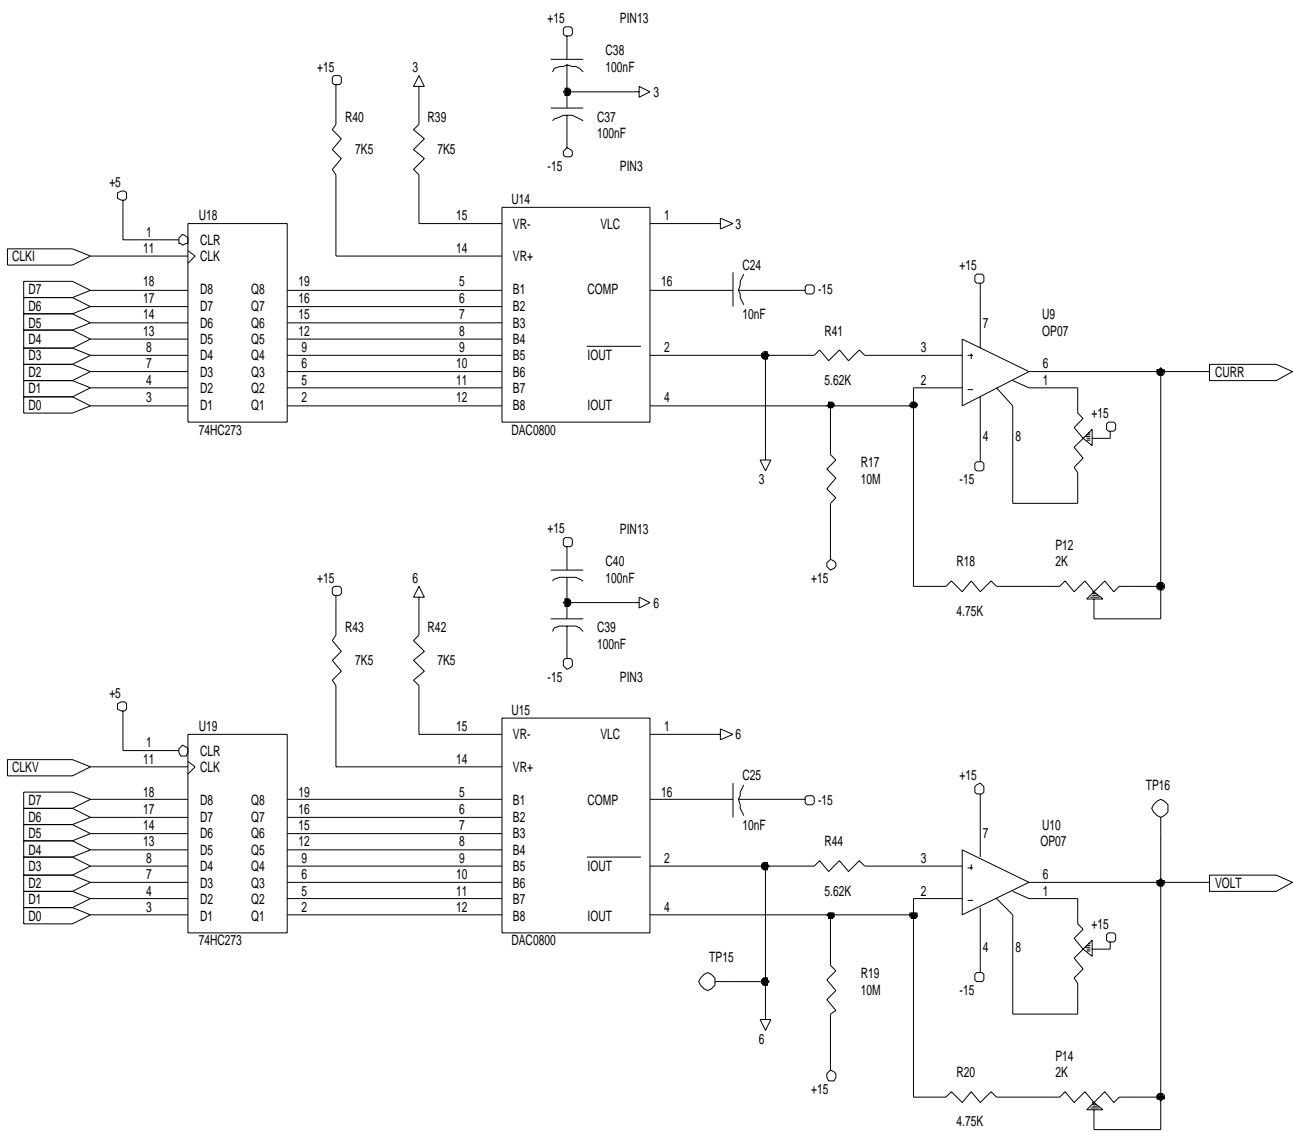 +15 PIN13
C38
100nF
3
C37
100nF
-15 PIN3
+15 3
R40 R39
7K5 7K5
+5
U18
1 CLR
CLKI 11 CLK
D7 18 D8 Q8 19
D6 17 D7 Q7 16
D5 14 D6 Q6 15
D4 13 D5 Q5 12
D3 8 D4 Q4 9
D2 7 D3 Q3 6
D1 4 D2 Q2 5
D0 3 D1 Q1 2
74HC273
U14
15 VR- VLC 1 3
14 VR+
5 B1 COMP 16
6 B2
7 B3
8 B4
9 B5 IOUT 2
10 B6
11 B7
12 B8 IOUT 4
DAC0800
C24
-15
10nF
R41
5.62K
3
R17
10M
+15
+15
7
U9
OP07
3 +
2 −
6
1
4 8
-15
+15
CURR
R18
4.75K
P12
2K
+15 PIN13
C40
100nF
6
C39
100nF
-15 PIN3
+15 6
R43 R42
7K5 7K5
+5
U19
1 CLR
CLKV 11 CLK
D7 18 D8 Q8 19
D6 17 D7 Q7 16
D5 14 D6 Q6 15
D4 13 D5 Q5 12
D3 8 D4 Q4 9
D2 7 D3 Q3 6
D1 4 D2 Q2 5
D0 3 D1 Q1 2
74HC273
U15
15 VR- VLC 1 6
14 VR+
5 B1 COMP 16
6 B2
7 B3
8 B4
9 B5 IOUT 2
10 B6
11 B7
12 B8 IOUT 4
DAC0800
C25
-15
10nF
R44
5.62K
TP15
6
R19
10M
+15
+15
7
U10
OP07
3 +
2 −
6
1
4 8
-15
+15
TP16
VOLT
R20
4.75K
P14
2K